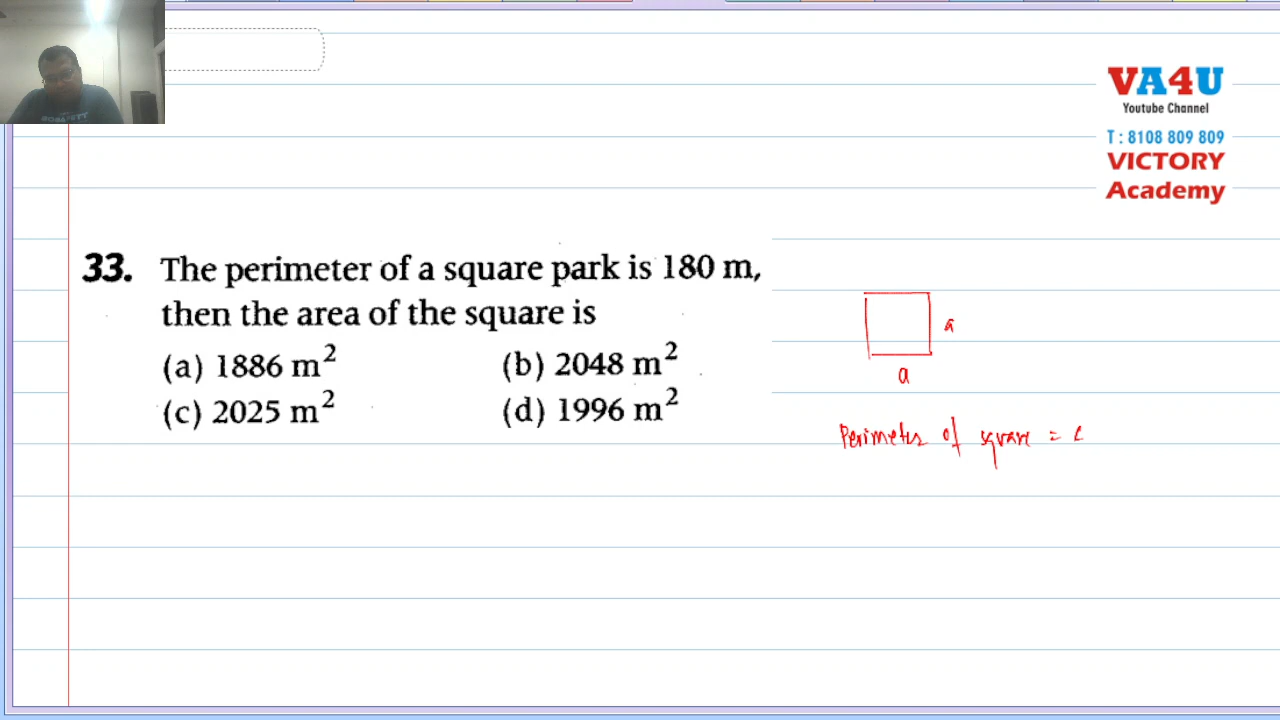 VA4U
Youtube Channel
T : 8108 809 809
VICTORY
Academy
33. The perimeter of a square park is 180 m,
then the area of the square is
(a) 1886 m² (b) 2048 m²
(c) 2025 m² (d) 1996 m²
a
a
Perimeter of square =